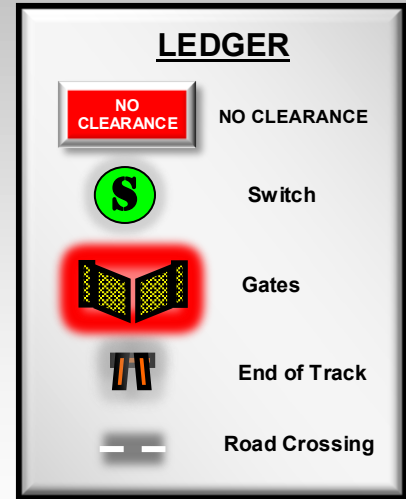 LEDGER
NO
CLEARANCE
NO CLEARANCE
S
Switch
Gates
End of Track
Road Crossing